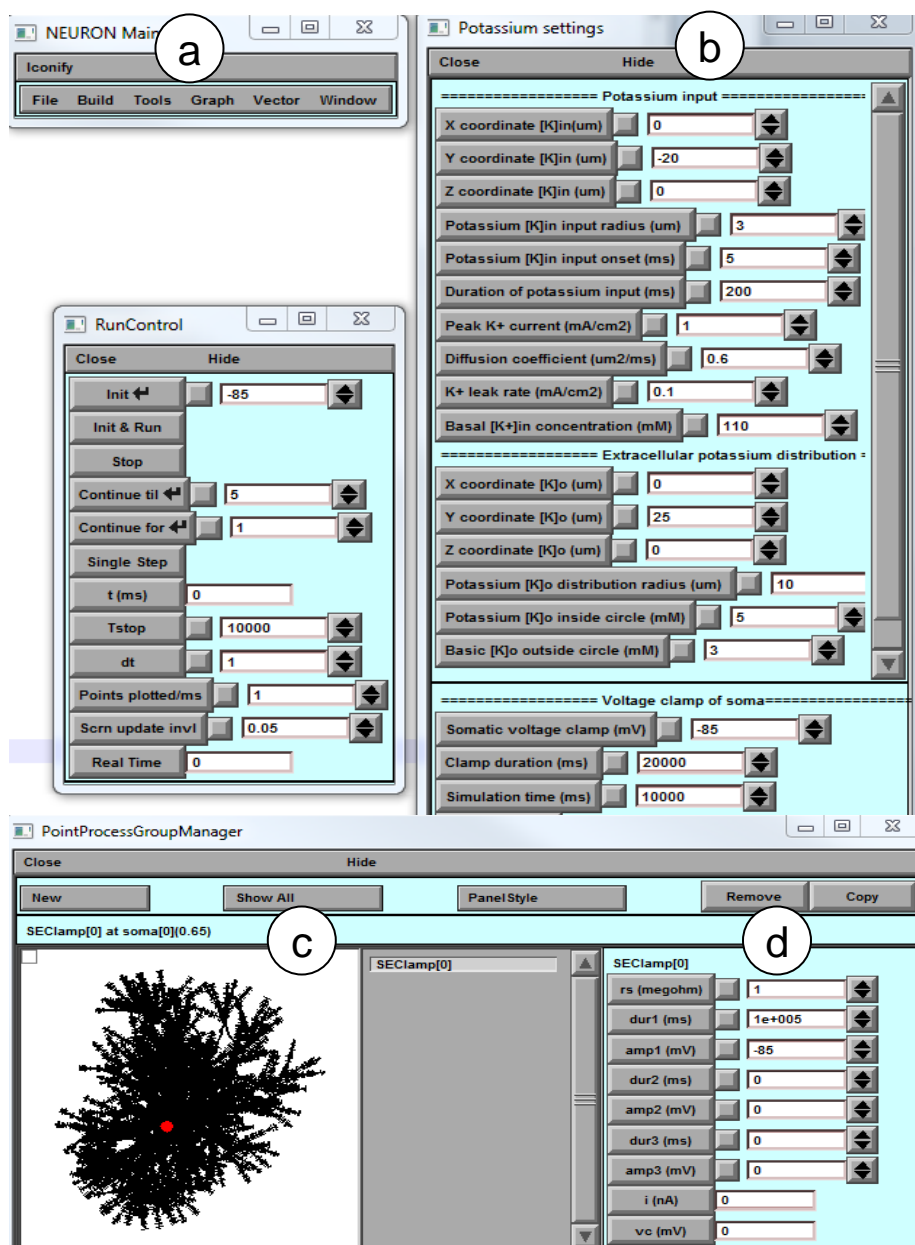 NEURON Main
a
Iconify
File Build Tools Graph Vector Window
Potassium settings
b
Close Hide
================== Potassium input ==================
X coordinate [K]in(um) 0
Y coordinate [K]in (um) -20
Z coordinate [K]in (um) 0
Potassium [K]in input radius (um) 3
Potassium [K]in input onset (ms) 5
Duration of potassium input (ms) 200
Peak K+ current (mA/cm2) 1
Diffusion coefficient (um2/ms) 0.6
K+ leak rate (mA/cm2) 0.1
Basal [K+]in concentration (mM) 110
================== Extracellular potassium distribution =
X coordinate [K]o (um) 0
Y coordinate [K]o (um) 25
Z coordinate [K]o (um) 0
Potassium [K]o distribution radius (um) 10
Potassium [K]o inside circle (mM) 5
Basic [K]o outside circle (mM) 3
================== Voltage clamp of soma==================
Somatic voltage clamp (mV) -85
Clamp duration (ms) 20000
Simulation time (ms) 10000
RunControl
Close Hide
Init -85
Init & Run
Stop
Continue til 5
Continue for 1
Single Step
t (ms) 0
Tstop 10000
dt 1
Points plotted/ms 1
Scrn update invl 0.05
Real Time 0
PointProcessGroupManager
Close Hide
New Show All PanelStyle Remove Copy
SEClamp[0] at soma[0](0.65)
c
d
SEClamp[0]
SEClamp[0]
rs (megohm) 1
dur1 (ms) 1e+005
amp1 (mV) -85
dur2 (ms) 0
amp2 (mV) 0
dur3 (ms) 0
amp3 (mV) 0
i (nA) 0
vc (mV) 0